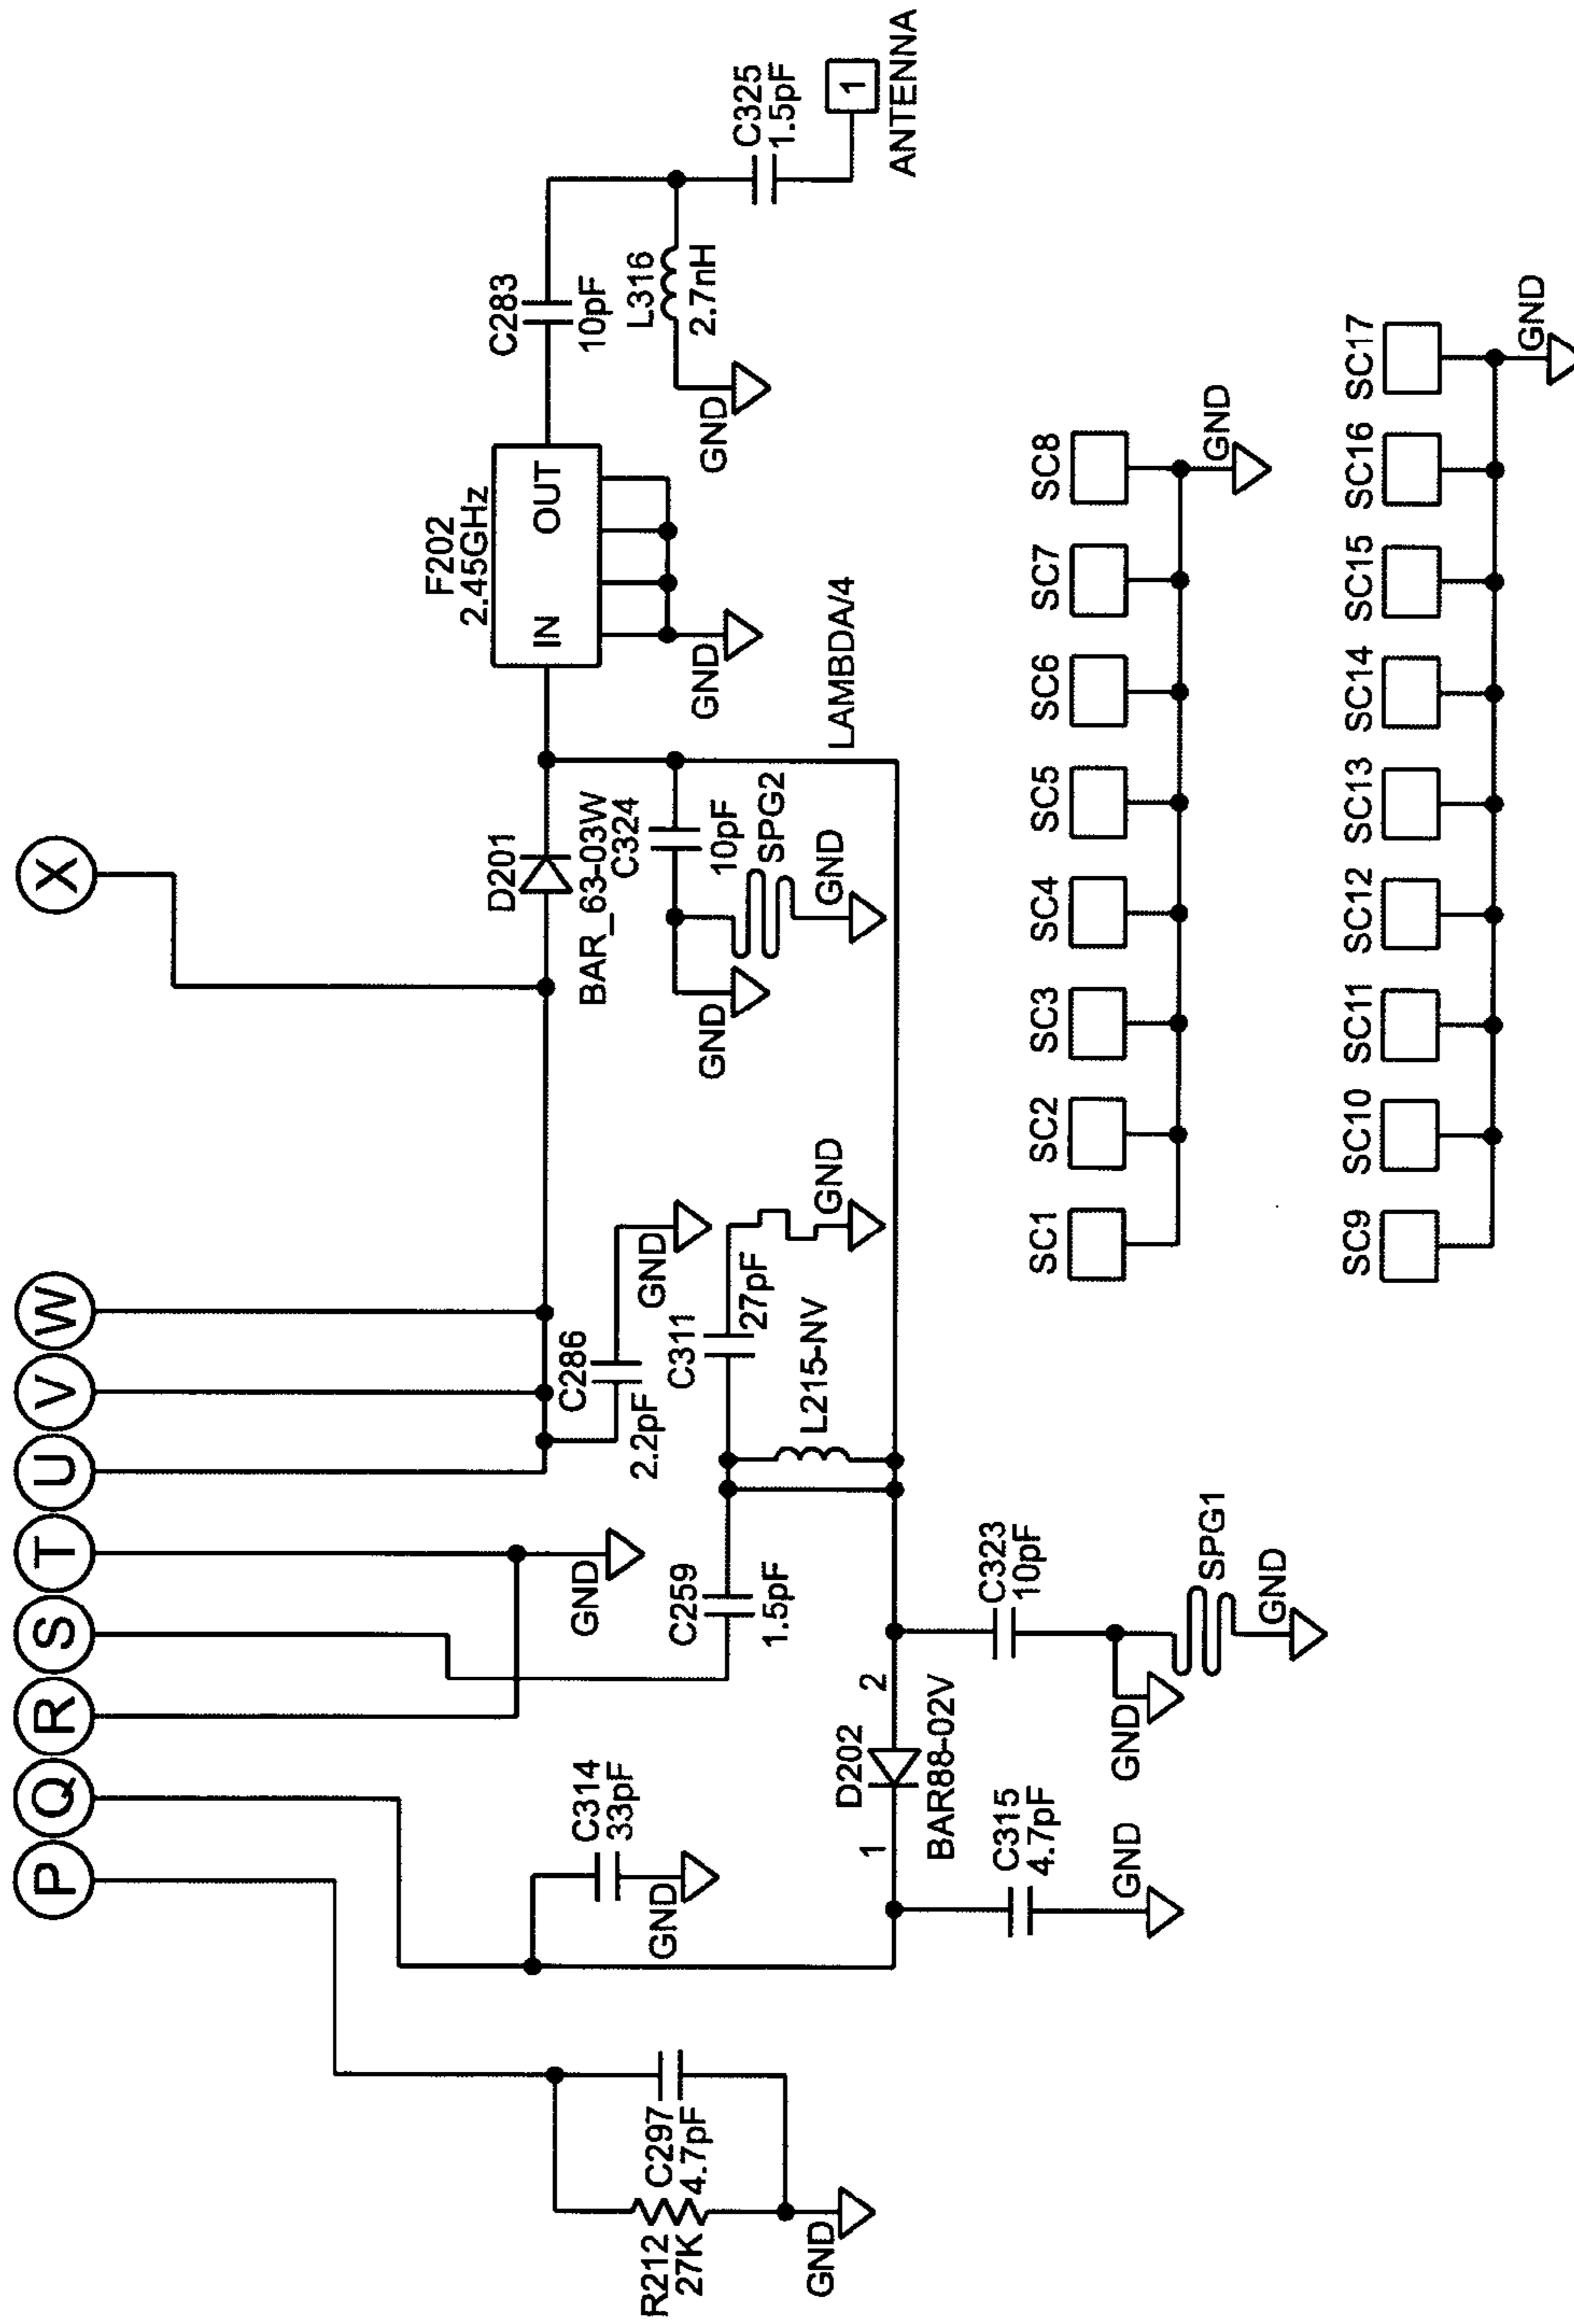 P
Q
R
S
T
U
V
W
X
R212
27K
C297
4.7pF
GND
C314
33pF
GND
GND
C259
1.5pF
C286
2.2pF
GND
C311
27pF
GND
L215-NV
D201
BAR_63-03W
C324
10pF
SPG2
GND
GND
F202
2.45GHz
IN
OUT
GND
LAMBDA/4
C283
10pF
L316
2.7nH
GND
C325
1.5pF
1
ANTENNA
D202
1
2
BAR88-02V
C315
4.7pF
GND
C323
10pF
GND
SPG1
GND
SC1
SC2
SC3
SC4
SC5
SC6
SC7
SC8
GND
SC9
SC10
SC11
SC12
SC13
SC14
SC15
SC16
SC17
GND